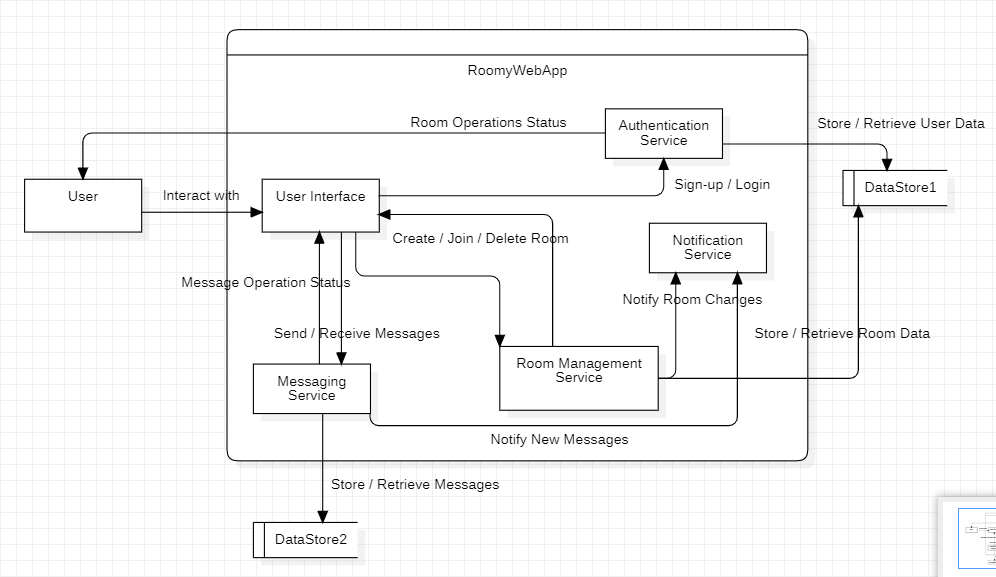 RoomyWebApp
Room Operations Status
Authentication
Service
Store / Retrieve User Data
User
Interact with
User Interface
Sign-up / Login
DataStore1
Create / Join / Delete Room
Notification
Service
Message Operation Status
Notify Room Changes
Send / Receive Messages
Store / Retrieve Room Data
Room Management
Service
Messaging
Service
Notify New Messages
Store / Retrieve Messages
DataStore2